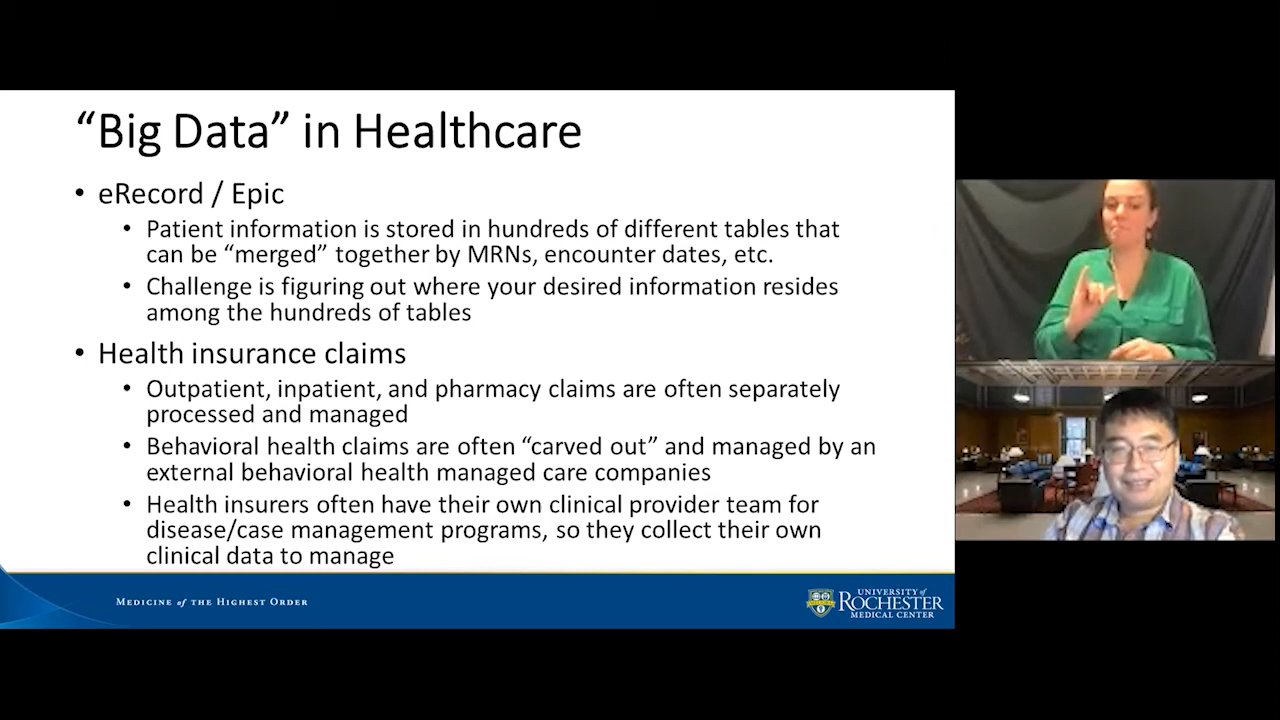 “Big Data” in Healthcare
• eRecord / Epic
• Patient information is stored in hundreds of different tables that
can be “merged” together by MRNs, encounter dates, etc.
• Challenge is figuring out where your desired information resides
among the hundreds of tables
• Health insurance claims
• Outpatient, inpatient, and pharmacy claims are often separately
processed and managed
• Behavioral health claims are often “carved out” and managed by an
external behavioral health managed care companies
• Health insurers often have their own clinical provider team for
disease/case management programs, so they collect their own
clinical data to manage
MEDICINE of THE HIGHEST ORDER
UNIVERSITY of
ROCHESTER
MEDICAL CENTER